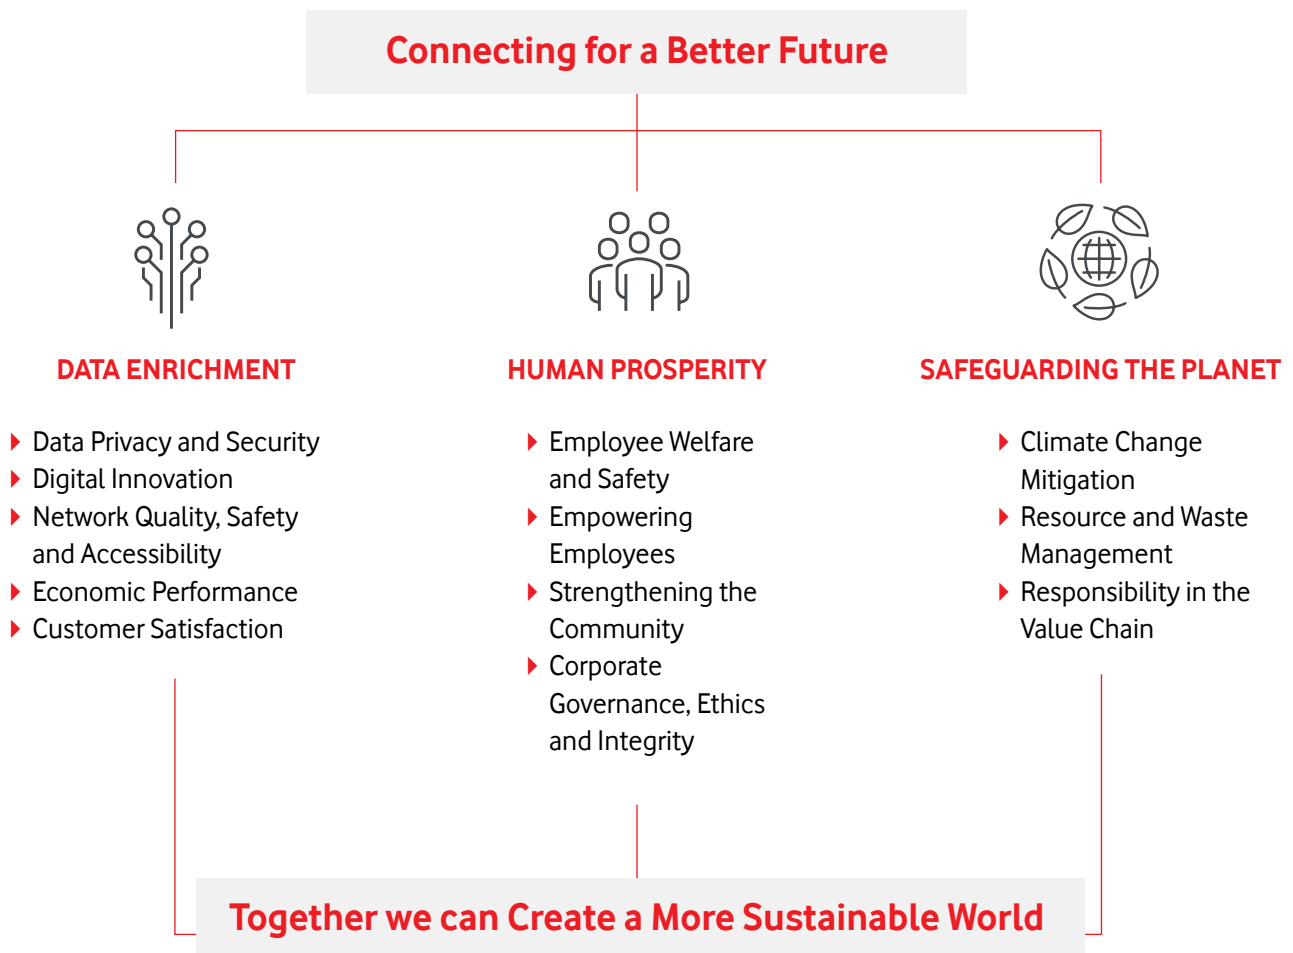 Connecting for a Better Future
DATA ENRICHMENT
Data Privacy and Security
Digital Innovation
Network Quality, Safety
and Accessibility
Economic Performance
Customer Satisfaction
HUMAN PROSPERITY
Employee Welfare
and Safety
Empowering
Employees
Strengthening the
Community
Corporate
Governance, Ethics
and Integrity
SAFEGUARDING THE PLANET
Climate Change
Mitigation
Resource and Waste
Management
Responsibility in the
Value Chain
Together we can Create a More Sustainable World